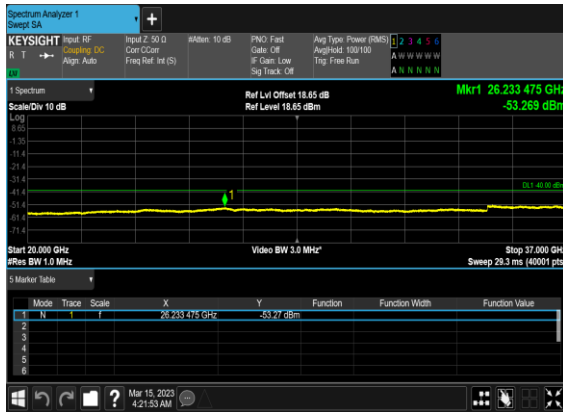 Spectrum Analyzer 1
Swept SA
+
KEYSIGHT Input: RF Input Z: 50 Ω #Atten: 10 dB PNO: Fast Avg Type: Power (RMS) 1 2 3 4 5 6
R T Coupling: DC Corr CCorr Gate: Off Avg|Hold: 100/100 A W W W W W
Align: Auto Freq Ref: Int (S) IF Gain: Low Trig: Free Run
LXI Sig Track: Off A N N N N N
1 Spectrum
Ref Lvl Offset 18.65 dB Mkr1 26.233 475 GHz
Scale/Div 10 dB Ref Level 18.65 dBm -53.269 dBm
Log
8.65
-1.35
-11.4
-21.4
-31.4
-41.4 DL1 -40.00 dBm
1
-51.4
-61.4
-71.4
Start 20.000 GHz Video BW 3.0 MHz* Stop 37.000 GHz
#Res BW 1.0 MHz Sweep 29.3 ms (40001 pts)
5 Marker Table
Mode Trace Scale X Y Function Function Width Function Value
1 N 1 f 26.233 475 GHz -53.27 dBm
2
3
4
5
6
? Mar 15, 2023
4:21:53 AM